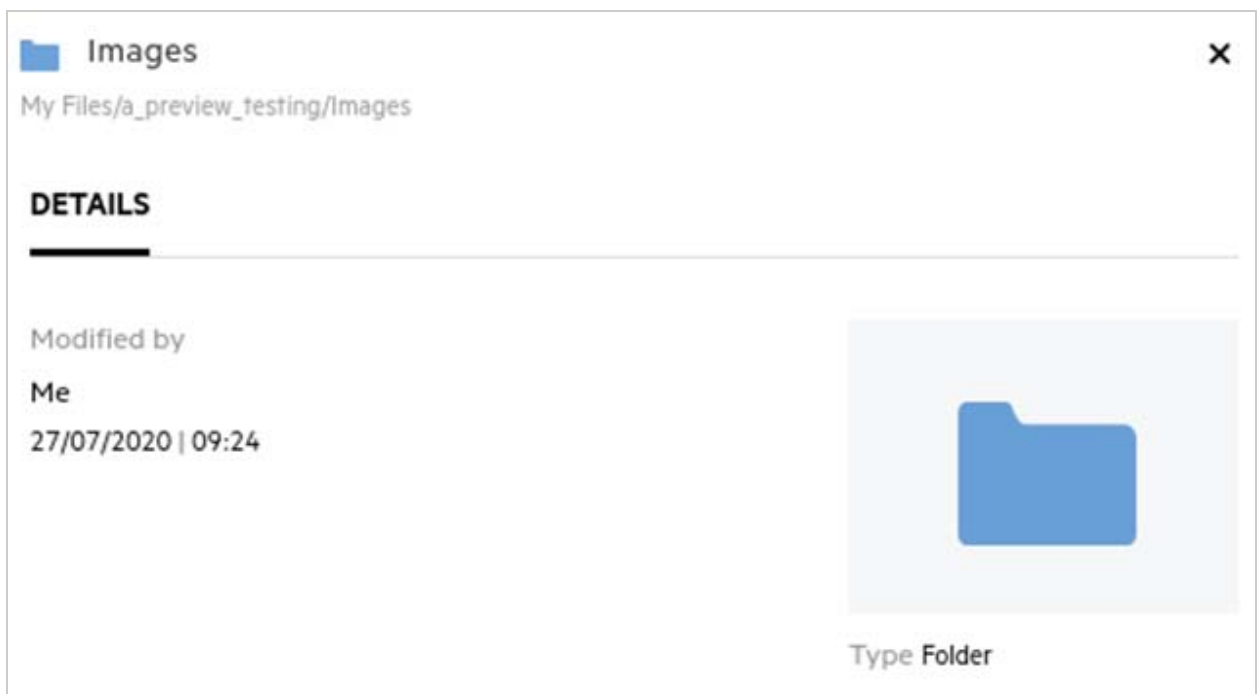 Images
My Files/a_preview_testing/Images
DETAILS
Modified by
Me
27/07/2020 | 09:24
Type Folder